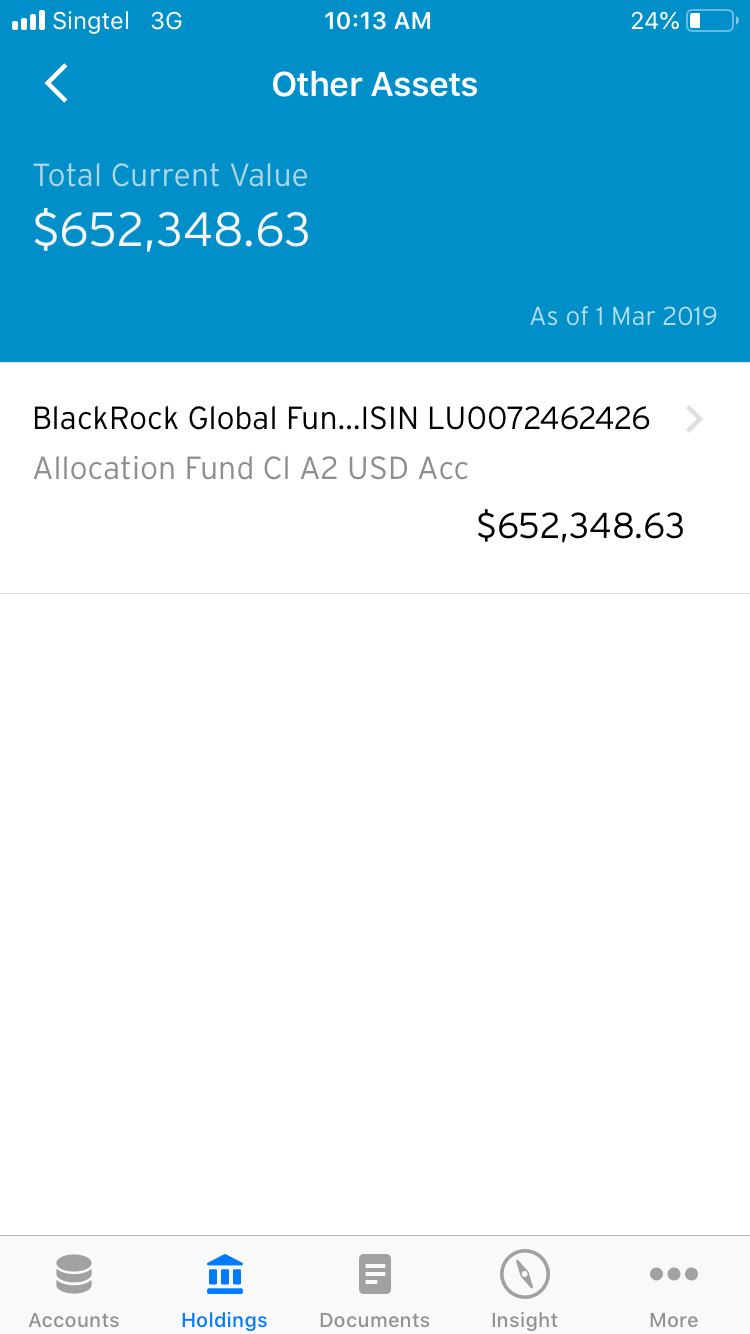 Singtel 3G 10:13 AM 24%
Other Assets
Total Current Value
$652,348.63
As of 1 Mar 2019
BlackRock Global Fun...ISIN LU0072462426
Allocation Fund Cl A2 USD Acc
$652,348.63
Accounts Holdings Documents Insight More